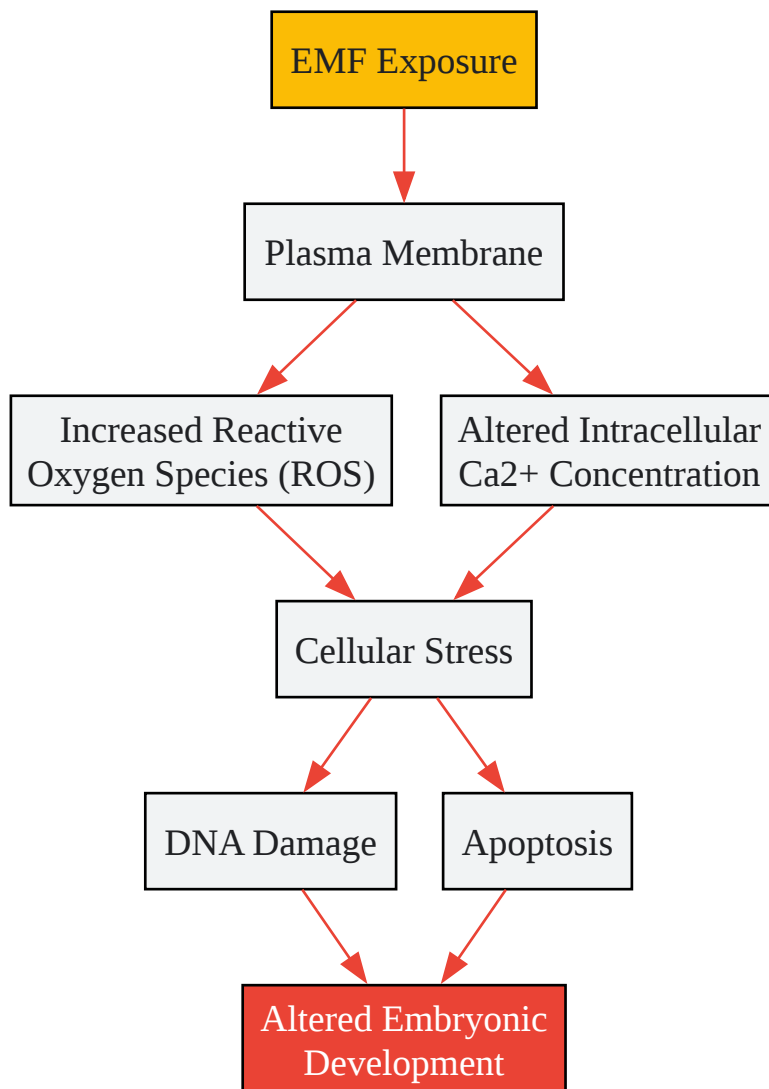 EMF Exposure
Plasma Membrane
Increased Reactive
Oxygen Species (ROS)
Altered Intracellular
Ca2+ Concentration
Cellular Stress
DNA Damage
Apoptosis
Altered Embryonic
Development